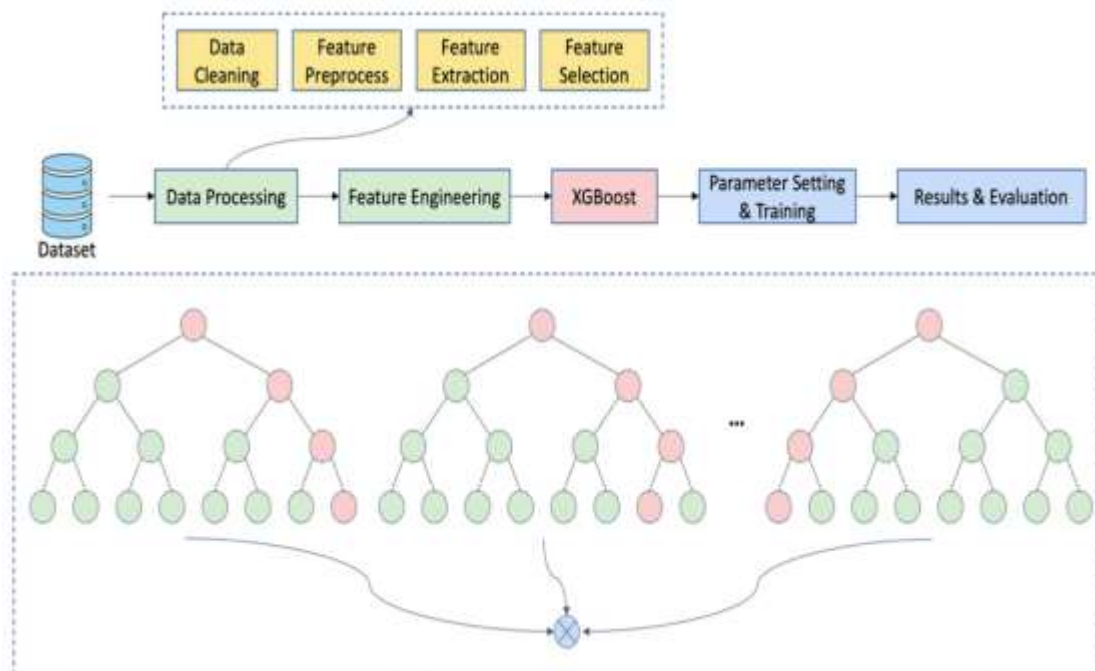 Data
Cleaning
Feature
Preprocess
Feature
Extraction
Feature
Selection
Dataset
Data Processing
Feature Engineering
XGBoost
Parameter Setting
& Training
Results & Evaluation
...